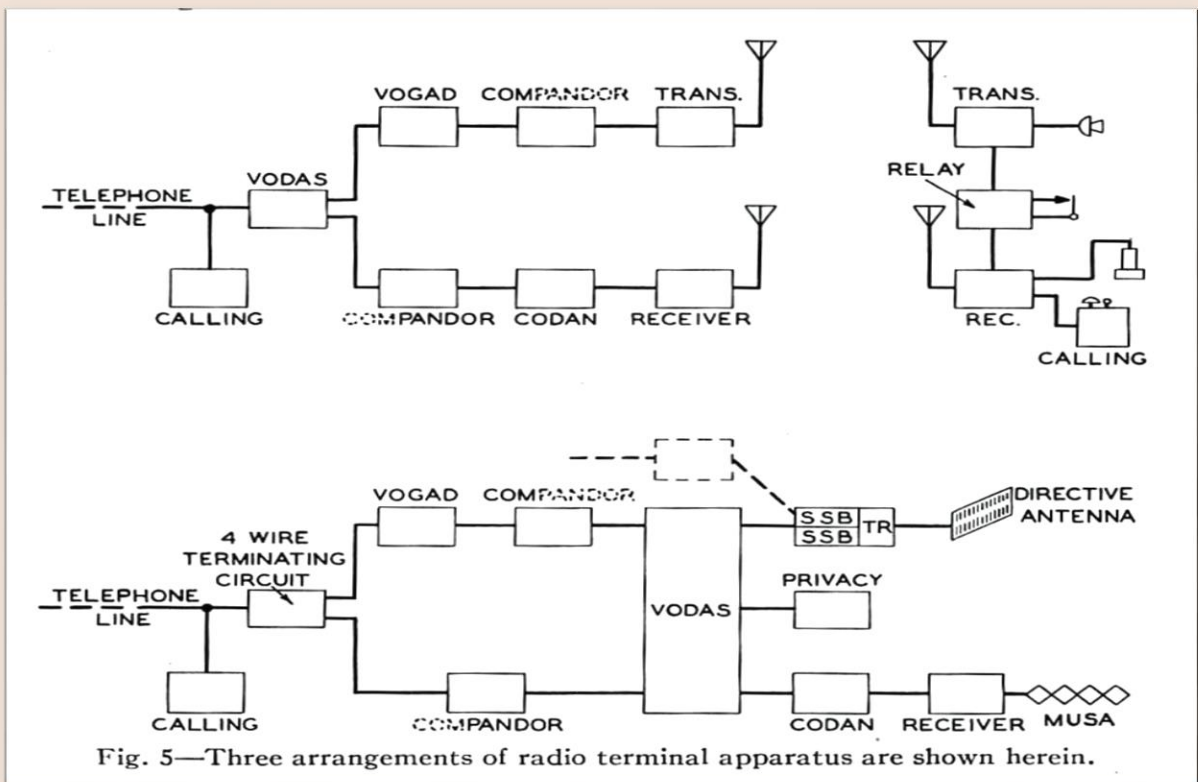 VOGAD COMPANDOR TRANS.
TRANS.
RELAY
VODAS
TELEPHONE
LINE
CALLING
COMPANDOR CODAN RECEIVER
REC.
CALLING
VOGAD COMPANDOR
SSB
SSB
TR
DIRECTIVE
ANTENNA
4 WIRE
TERMINATING
CIRCUIT
PRIVACY
TELEPHONE
LINE
VODAS
CALLING
COMPANDOR
CODAN RECEIVER MUSA
Fig. 5—Three arrangements of radio terminal apparatus are shown herein.